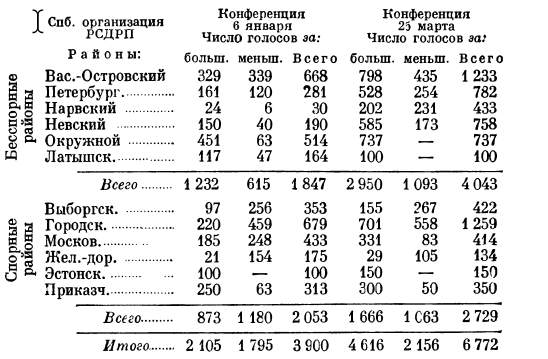 Спб. организация РСДРП
Конференция 6 января
Конференция 25 марта
Число голосов за:
Число голосов за:
Районы:
больш. меньш. Всего больш. меньш. Всего
Бесспорные районы
Вас.-Островский 329 339 668 798 435 1 233
Петербург. 161 120 281 528 254 782
Нарвский 24 6 30 202 231 433
Невский 150 40 190 585 173 758
Окружной 451 63 514 737 — 737
Латышск. 117 47 164 100 — 100
Всего 1 232 615 1 847 2 950 1 093 4 043
Спорные районы
Выборгск. 97 256 353 155 267 422
Городск. 220 459 679 701 558 1 259
Москов. 185 248 433 331 83 414
Жел.-дор. 21 154 175 29 105 134
Эстонск. 100 — 100 150 — 150
Приказч. 250 63 313 300 50 350
Всего 873 1 180 2 053 1 666 1 063 2 729
Итого 2 105 1 795 3 900 4 616 2 156 6 772